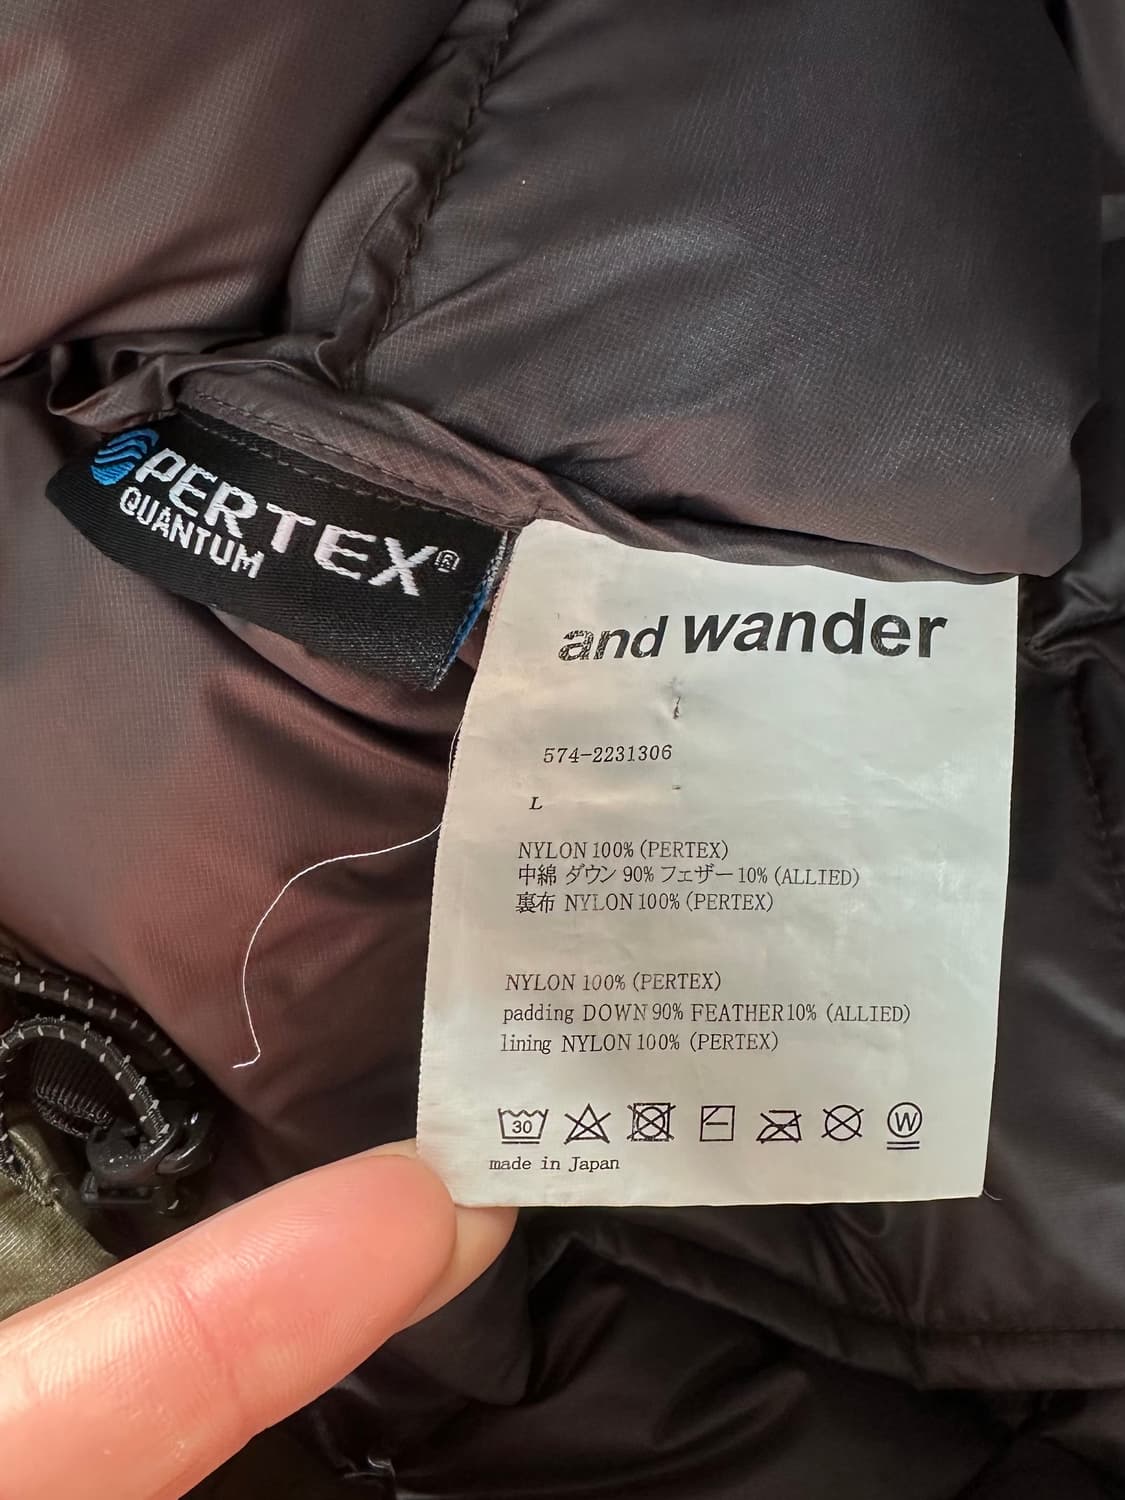 PERTEX®
QUANTUM
and wander
574-2231306
L
NYLON 100% (PERTEX)
中綿 ダウン 90% フェザー 10% (ALLIED)
裏布 NYLON 100% (PERTEX)
NYLON 100% (PERTEX)
padding DOWN 90% FEATHER 10% (ALLIED)
lining NYLON 100% (PERTEX)
30 W
made in Japan